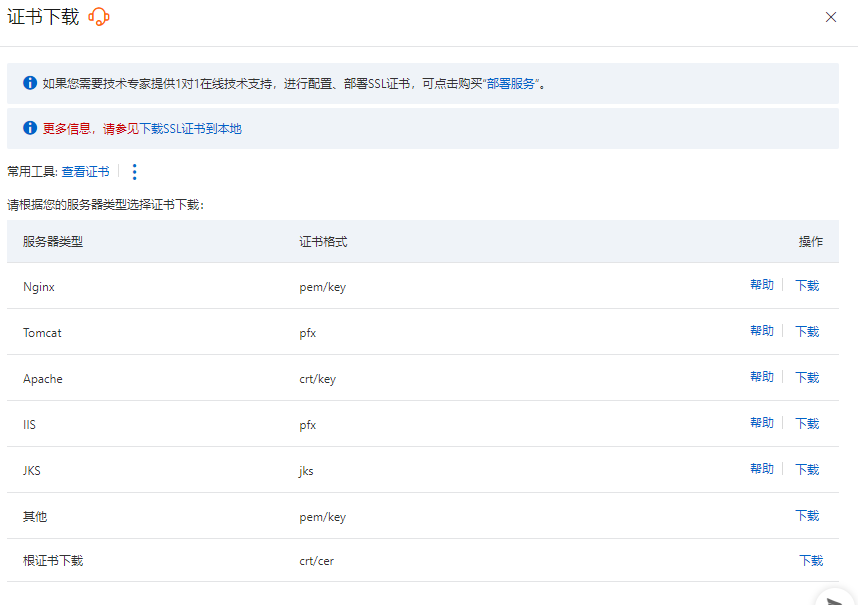 证书下载
如果您需要技术专家提供1对1在线技术支持，进行配置、部署SSL证书，可点击购买“部署服务”。
更多信息，请参见下载SSL证书到本地
常用工具: 查看证书
请根据您的服务器类型选择证书下载:
服务器类型 证书格式 操作
Nginx pem/key 帮助 下载
Tomcat pfx 帮助 下载
Apache crt/key 帮助 下载
IIS pfx 帮助 下载
JKS jks 帮助 下载
其他 pem/key 下载
根证书下载 crt/cer 下载